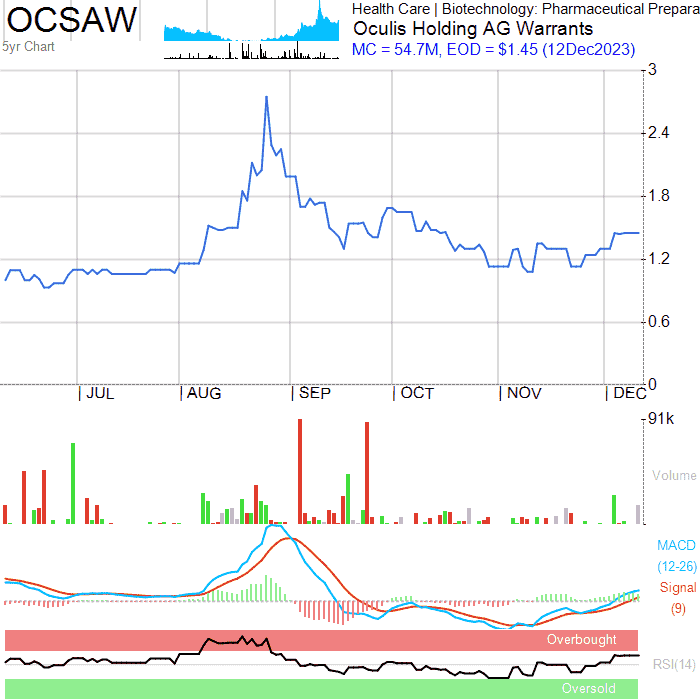 OCSAW
5yr Chart
Health Care | Biotechnology: Pharmaceutical Prepara
Oculis Holding AG Warrants
MC = 54.7M, EOD = $1.45 (12Dec2023)
3
2.4
1.8
1.2
0.6
0
| JUL | AUG | SEP | OCT | NOV | DEC
91k
Volume
MACD
(12-26)
Signal
(9)
Overbought
RSI(14)
Oversold